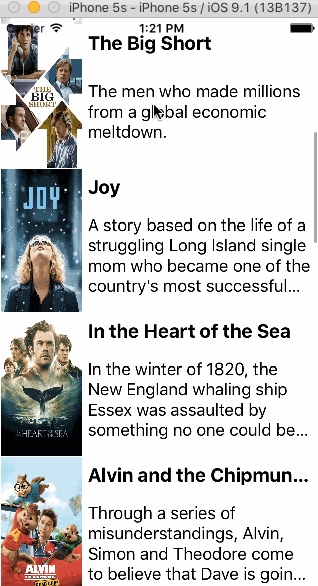 iPhone 5s - iPhone 5s / iOS 9.1 (13B137)
Carrier 1:21 PM
The Big Short
THE
BIG
SHORT
The men who made millions
from a global economic
meltdown.
JOY
Joy
A story based on the life of a
struggling Long Island single
mom who became one of the
country's most successful...
In the Heart of the Sea
IN THE HEART OF THE SEA
In the winter of 1820, the
New England whaling ship
Essex was assaulted by
something no one could be...
Alvin and the Chipmun...
ALVIN
Through a series of
misunderstandings, Alvin,
Simon and Theodore come
to believe that Dave is goin...